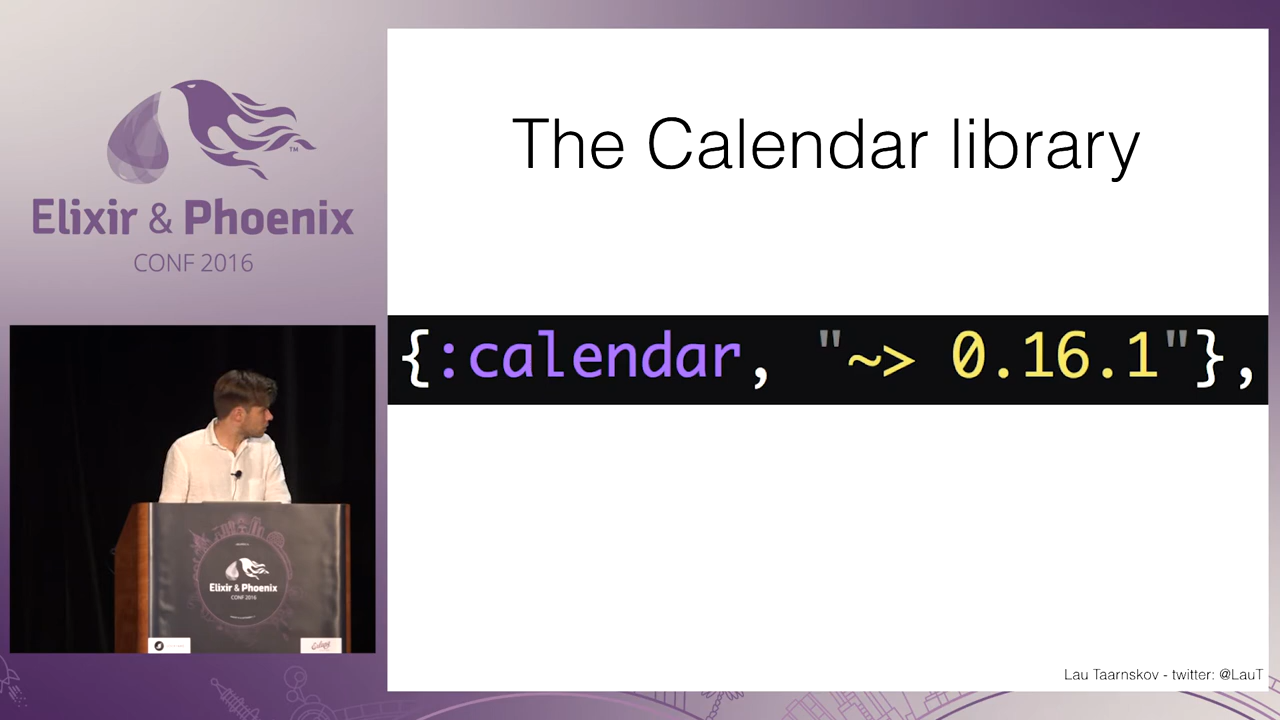 ™
Elixir & Phoenix
CONF 2016
The Calendar library
{:calendar, "~> 0.16.1"},
Elixir & Phoenix
CONF 2016
Lau Taarnskov - twitter: @LauT